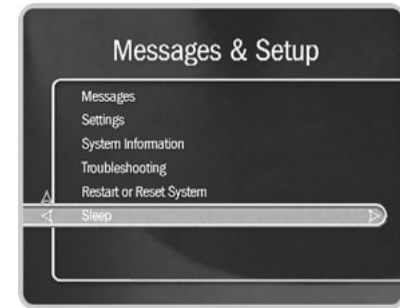 Messages & Setup
Messages
Settings
System Information
Troubleshooting
Restart or Reset System
Sleep